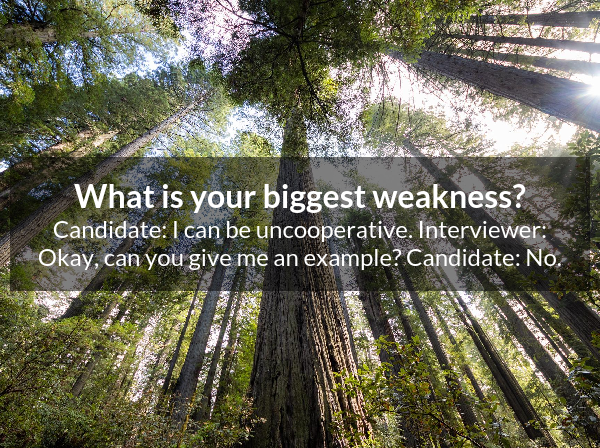 What is your biggest weakness?
Candidate: I can be uncooperative. Interviewer:
Okay, can you give me an example? Candidate: No.